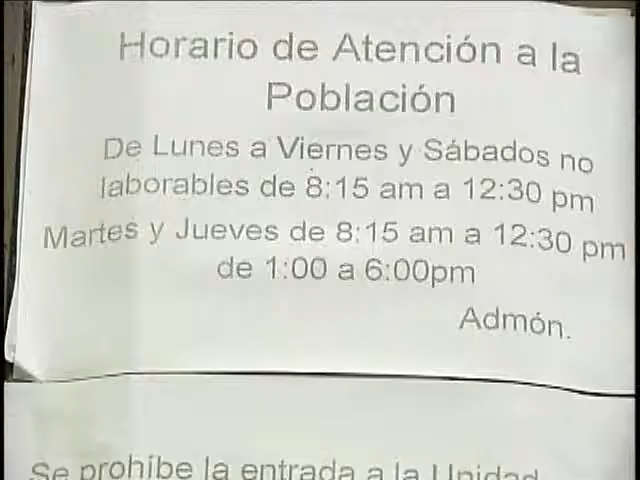 Horario de Atención a la
Población
De Lunes a Viernes y Sábados no
laborables de 8:15 am a 12:30 pm
Martes y Jueves de 8:15 am a 12:30 pm
de 1:00 a 6:00pm
Admón.
Se prohibe la entrada a la Unidad